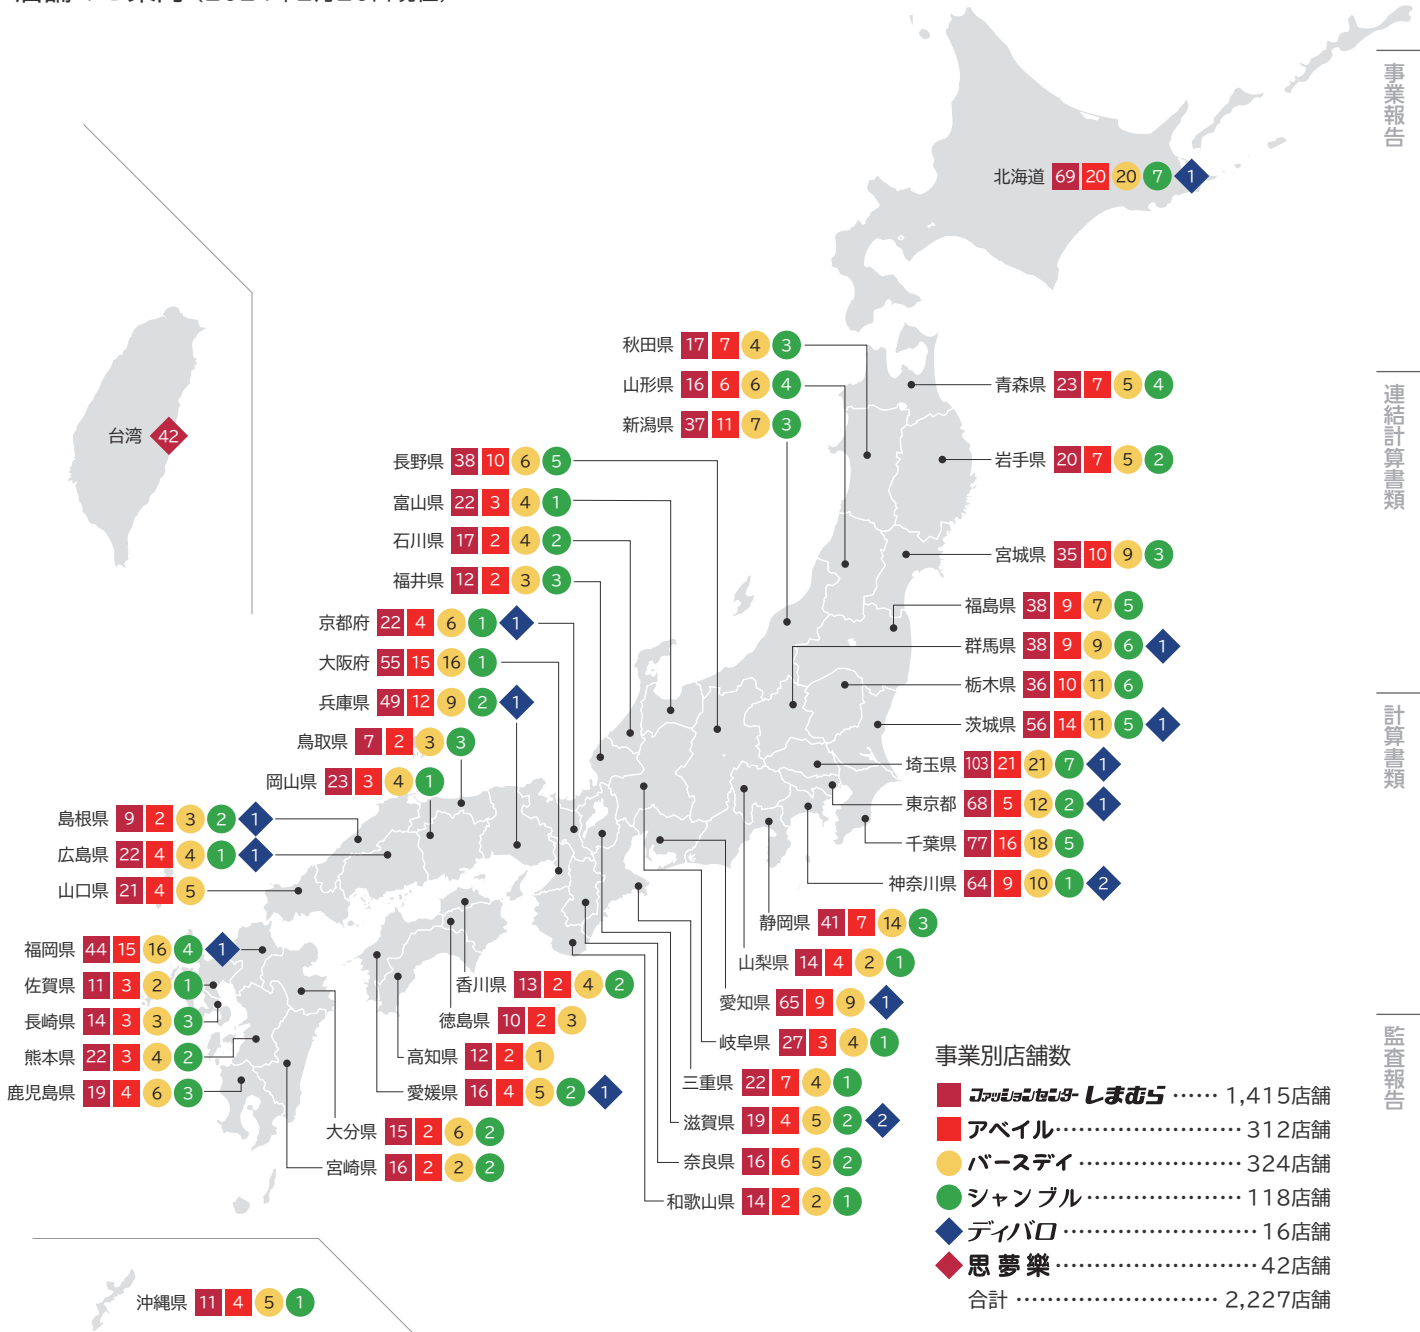 事業報告
連結計算書類
計算書類
監査報告
北海道 69 20 20 7 1
台湾 42
秋田県 17 7 4 3
山形県 16 6 6 4
新潟県 37 11 7 3
青森県 23 7 5 4
岩手県 20 7 5 2
宮城県 35 10 9 3
福島県 38 9 7 5
群馬県 38 9 9 6 1
栃木県 36 10 11 6
茨城県 56 14 11 5 1
埼玉県 103 21 21 7 1
東京都 68 5 12 2 1
千葉県 77 16 18 5
神奈川県 64 9 10 1 2
長野県 38 10 6 5
富山県 22 3 4 1
石川県 17 2 4 2
福井県 12 2 3 3
京都府 22 4 6 1 1
大阪府 55 15 16 1
兵庫県 49 12 9 2 1
鳥取県 7 2 3 3
岡山県 23 3 4 1
島根県 9 2 3 2 1
広島県 22 4 4 1 1
山口県 21 4 5
福岡県 44 15 16 4 1
佐賀県 11 3 2 1
長崎県 14 3 3 3
熊本県 22 3 4 2
鹿児島県 19 4 6 3
大分県 15 2 6 2
宮崎県 16 2 2 2
香川県 13 2 4 2
徳島県 10 2 3
高知県 12 2 1
愛媛県 16 4 5 2 1
静岡県 41 7 14 3
山梨県 14 4 2 1
愛知県 65 9 9 1
岐阜県 27 3 4 1
三重県 22 7 4 1
滋賀県 19 4 5 2 2
奈良県 16 6 5 2
和歌山県 14 2 2 1
沖縄県 11 4 5 1
事業別店舗数
ファッションセンターしまむら …… 1,415店舗
アベイル …… 312店舗
バースデイ …… 324店舗
シャンブル …… 118店舗
ディバロ …… 16店舗
思夢樂 …… 42店舗
合計 …… 2,227店舗